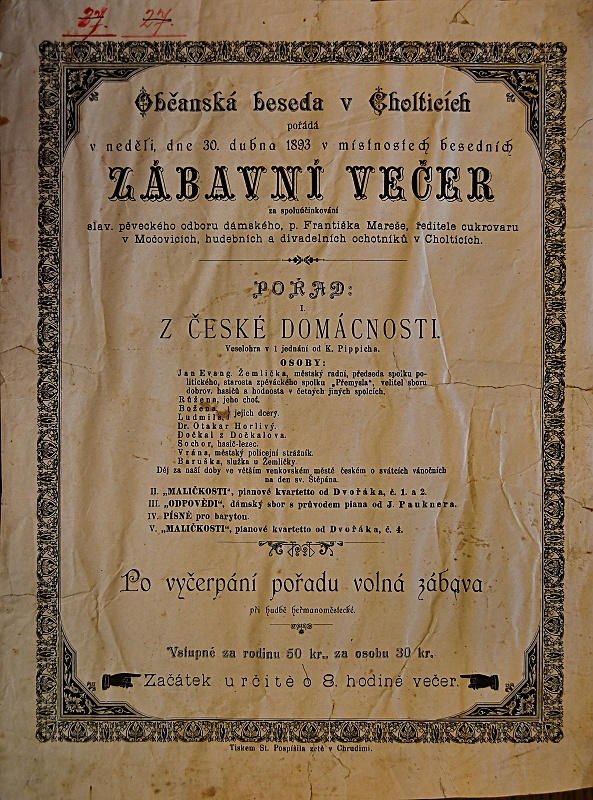 27. 27
Občanská beseda v Cholticích
pořádá
v neděli, dne 30. dubna 1893 v místnostech besedních
ZÁBAVNÍ VEČER
za spoluúčinkování
slav. pěveckého odboru dámského, p. Františka Mareše, ředitele cukrovaru
v Močovicích, hudebních a divadelních ochotníků v Cholticích.
POŘAD:
I.
Z ČESKÉ DOMÁCNOSTI.
Veselohra v 1 jednání od K. Pippicha.
OSOBY:
Jan Evang. Žemlička, městský radní, předseda spolku po-
litického, starosta zpěváckého spolku „Přemysla", velitel sboru
dobrov. hasičů a hodnosta v četných jiných spolcích.
Růžena, jeho choť.
Božena,
Ludmila, } jejich dcery.
Dr. Otakar Horlivý.
Dočkal z Dočkalova.
Sochor, hasič-lezec.
Vrána, městský policejní strážník.
Baruška, služka u Žemličky.
Děj za naší doby ve větším venkovském městě českém o svátcích vánočních
na den sv. Štěpána.
II. „MALIČKOSTI", pianové kvartetto od Dvořáka, č. 1. a 2.
III. „ODPOVĚDI", dámský sbor s průvodem piana od J. Pauknera.
IV. PÍSNĚ pro baryton.
V. „MALIČKOSTI", pianové kvartetto od Dvořáka, č. 4.
Po vyčerpání pořadu volná zábava
při hudbě heřmanoměstecké.
Vstupné za rodinu 50 kr., za osobu 30 kr.
Začátek určitě o 8. hodině večer.
Tiskem St. Pospíšila zetě v Chrudimi.